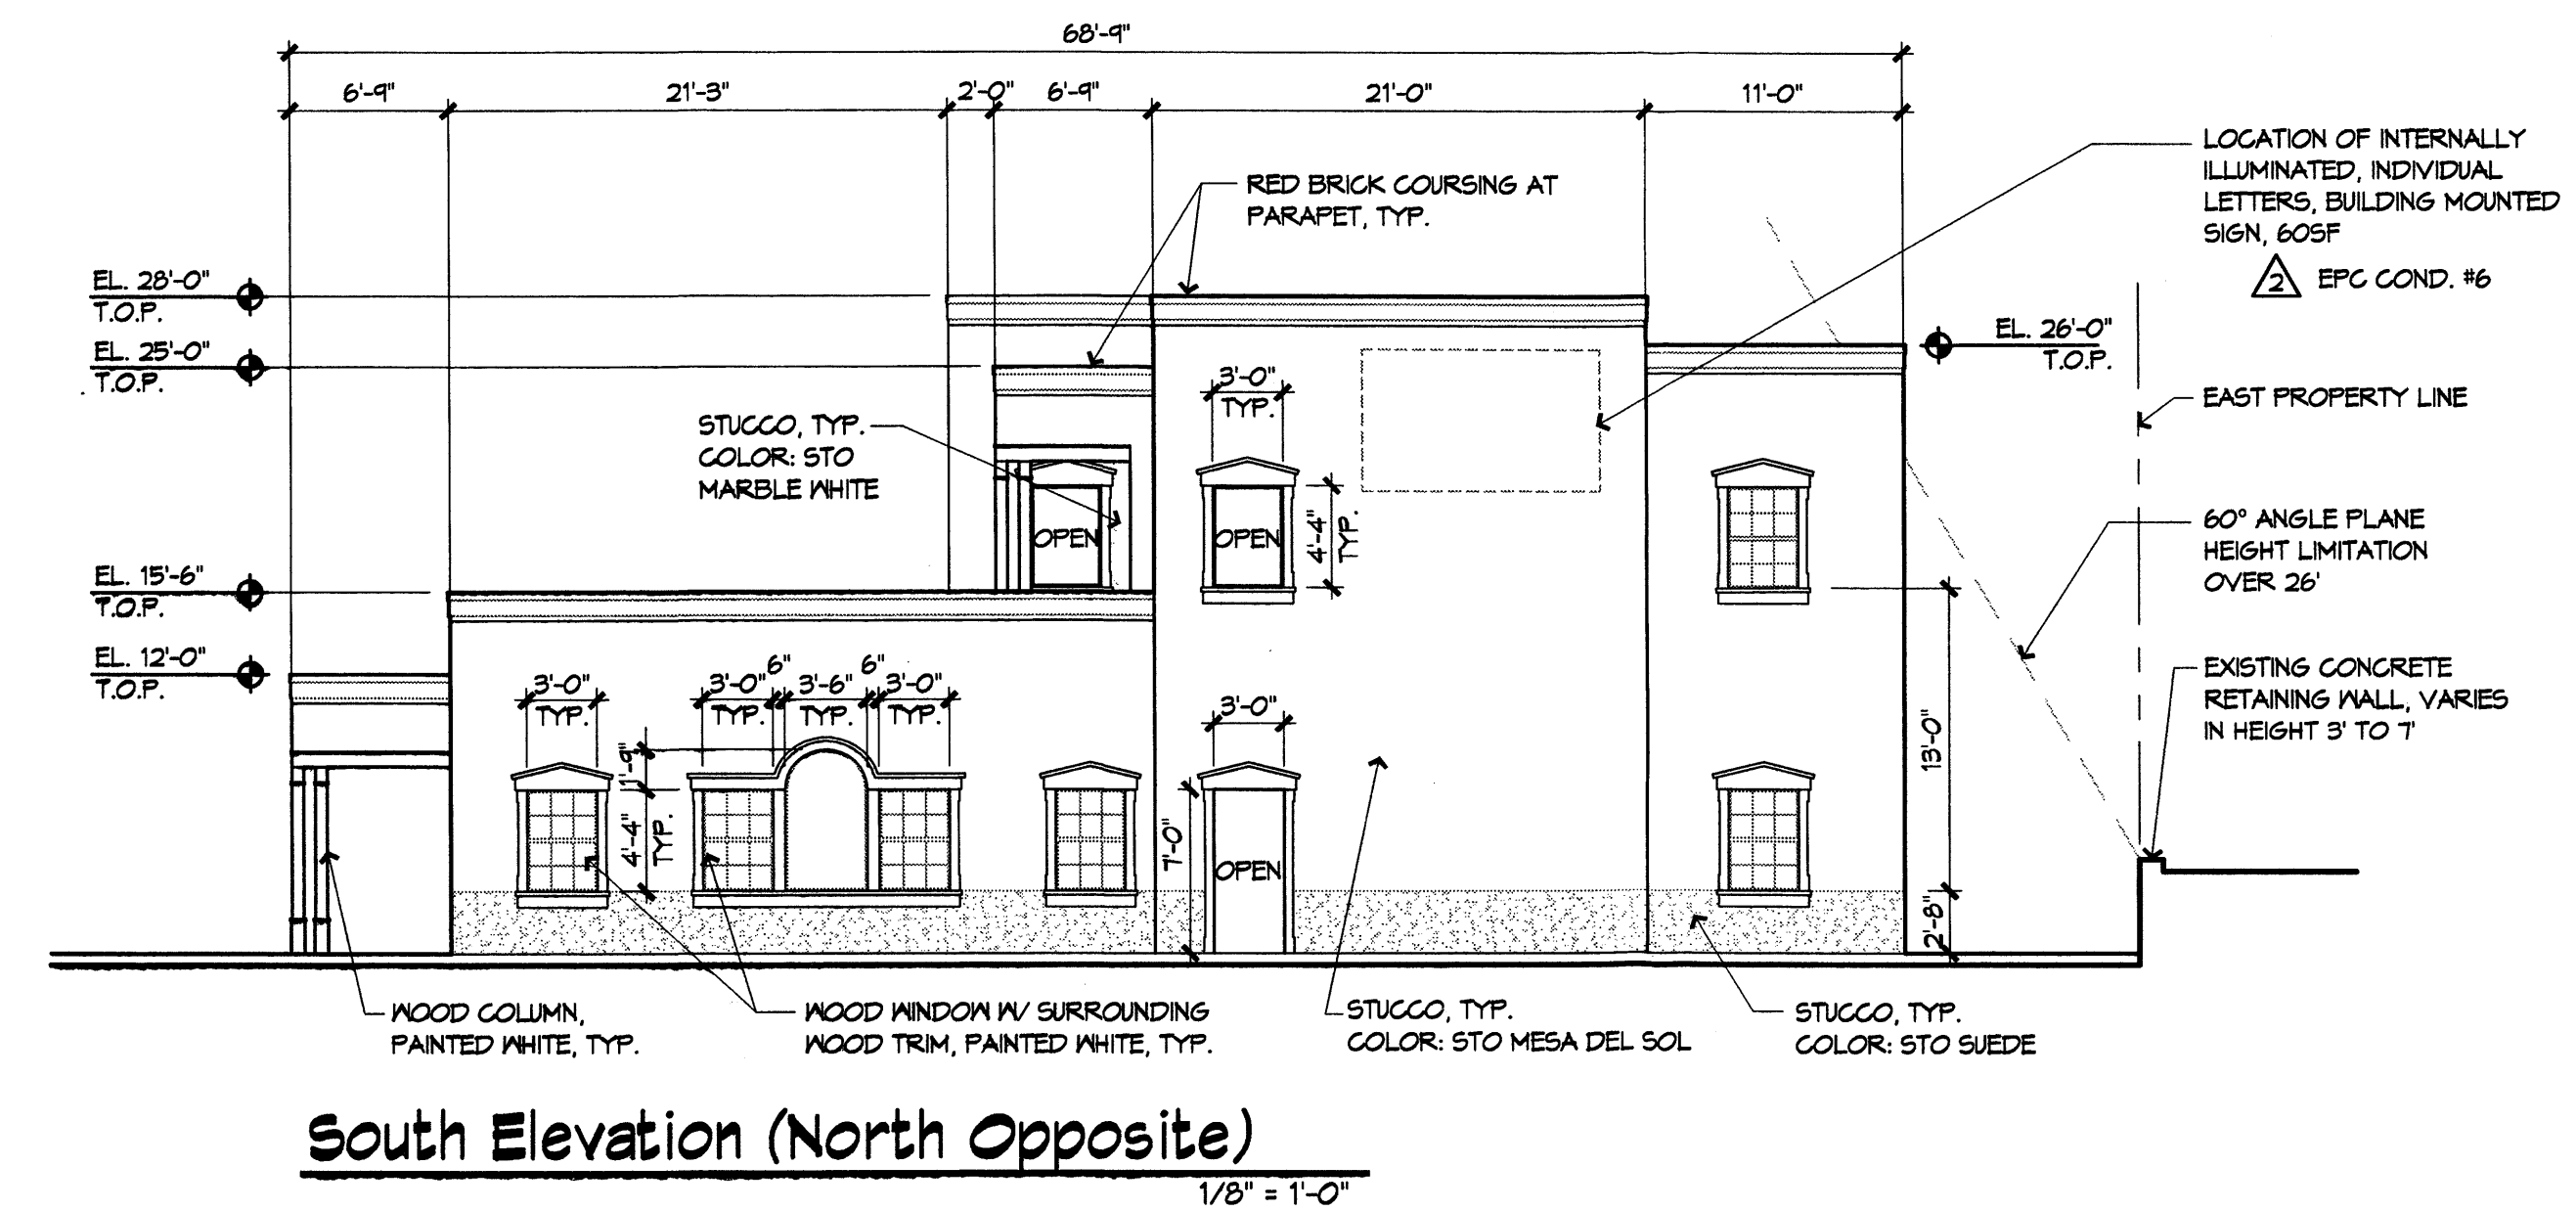 68'-9"
6'-9"
21'-3"
2'-0"
6'-9"
21'-0"
11'-0"
LOCATION OF INTERNALLY
ILLUMINATED, INDIVIDUAL
LETTERS, BUILDING MOUNTED
SIGN, 60SF
2
EPC COND. #6
RED BRICK COURSING AT
PARAPET, TYP.
EL. 28'-0"
T.O.P.
EL. 25'-0"
T.O.P.
EL. 26'-0"
T.O.P.
EAST PROPERTY LINE
3'-0"
TYP.
STUCCO, TYP.
COLOR: STO
MARBLE WHITE
OPEN
OPEN
4'-4"
TYP.
60° ANGLE PLANE
HEIGHT LIMITATION
OVER 26'
EL. 15'-6"
T.O.P.
EL. 12'-0"
T.O.P.
EXISTING CONCRETE
RETAINING WALL, VARIES
IN HEIGHT 3' TO 7'
3'-0"
TYP.
3'-0"
TYP.
6"
3'-6"
TYP.
6"
3'-0"
TYP.
3'-0"
1'-9"
4'-4"
TYP.
7'-0"
OPEN
13'-0"
2'-8"
WOOD COLUMN,
PAINTED WHITE, TYP.
WOOD WINDOW W/ SURROUNDING
WOOD TRIM, PAINTED WHITE, TYP.
STUCCO, TYP.
COLOR: STO MESA DEL SOL
STUCCO, TYP.
COLOR: STO SUEDE
South Elevation (North Opposite)
1/8" = 1'-0"